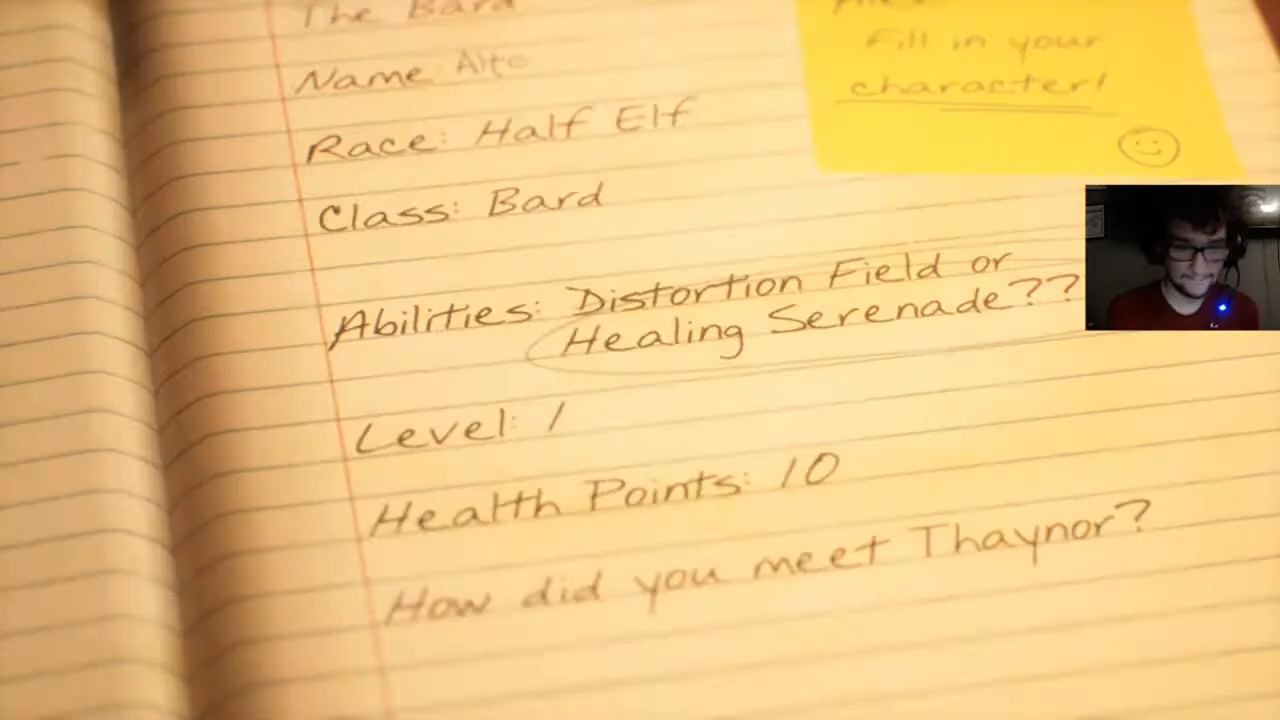 The Bard
Fill in your
character!
Name: Alto
Race: Half Elf
Class: Bard
Abilities: Distortion Field or
Healing Serenade??
Level: 1
Health Points: 10
How did you meet Thaynor?